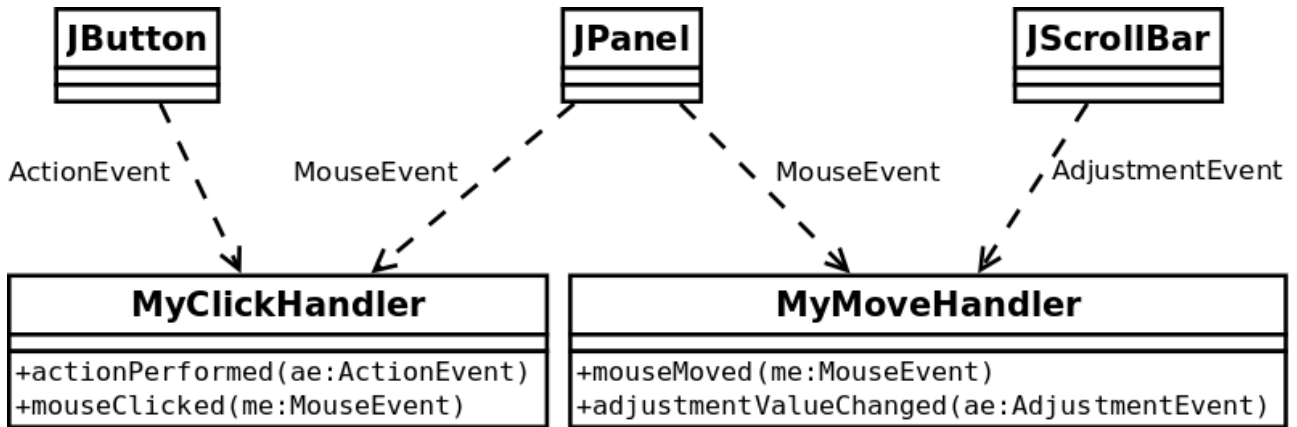 JButton
JPanel
JScrollBar
ActionEvent
MouseEvent
MouseEvent
AdjustmentEvent
MyClickHandler
+actionPerformed(ae:ActionEvent)
+mouseClicked(me:MouseEvent)
MyMoveHandler
+mouseMoved(me:MouseEvent)
+adjustmentValueChanged(ae:AdjustmentEvent)